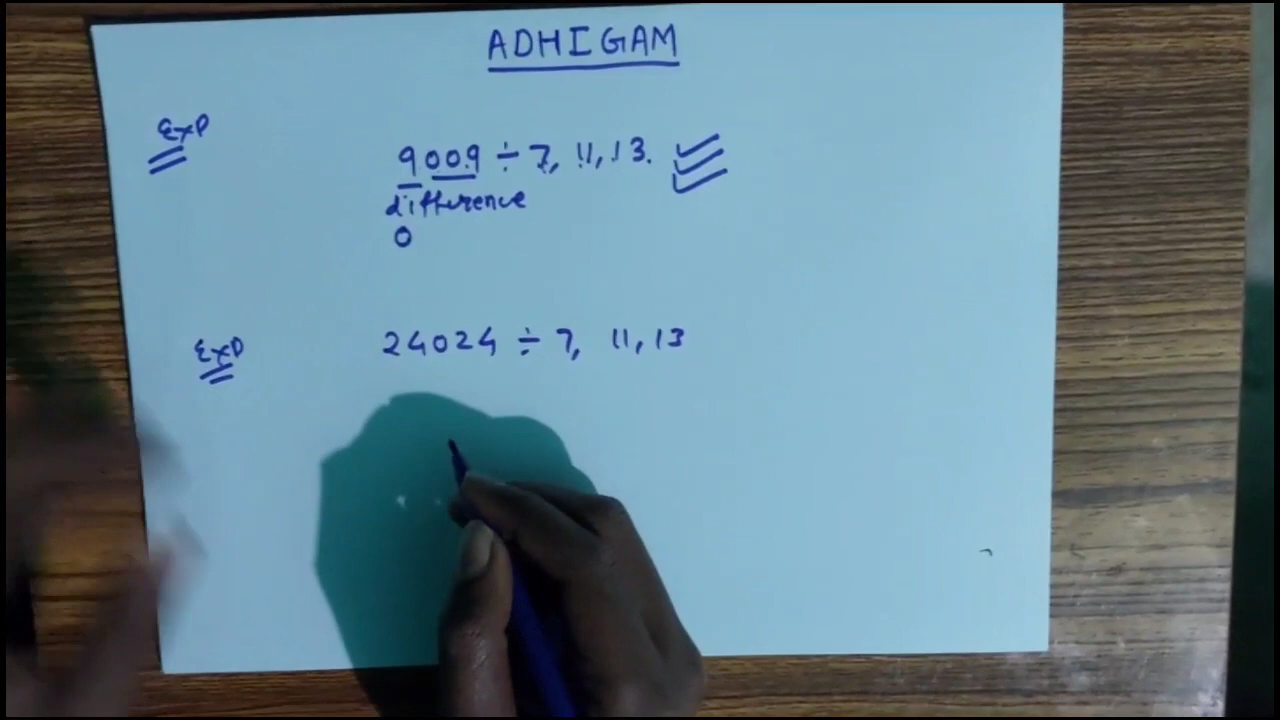 ADHIGAM
Exp
9009 ÷ 7, 11, 13.
difference
0
Exp
24024 ÷ 7, 11, 13